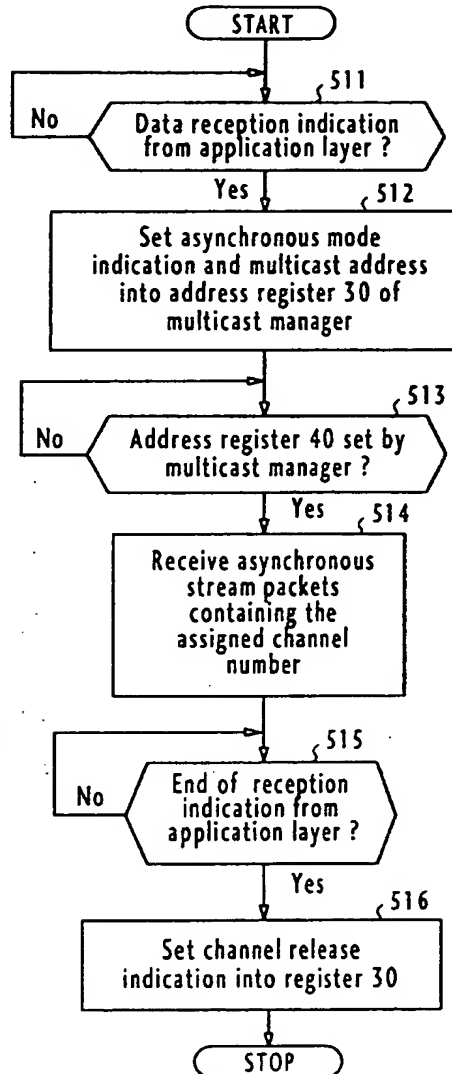 START
511
No
Data reception indication
from application layer ?
Yes
512
Set asynchronous mode
indication and multicast address
into address register 30 of
multicast manager
513
No
Address register 40 set by
multicast manager ?
Yes
514
Receive asynchronous
stream packets
containing the
assigned channel
number
515
No
End of reception
indication from
application layer ?
Yes
516
Set channel release
indication into register 30
STOP